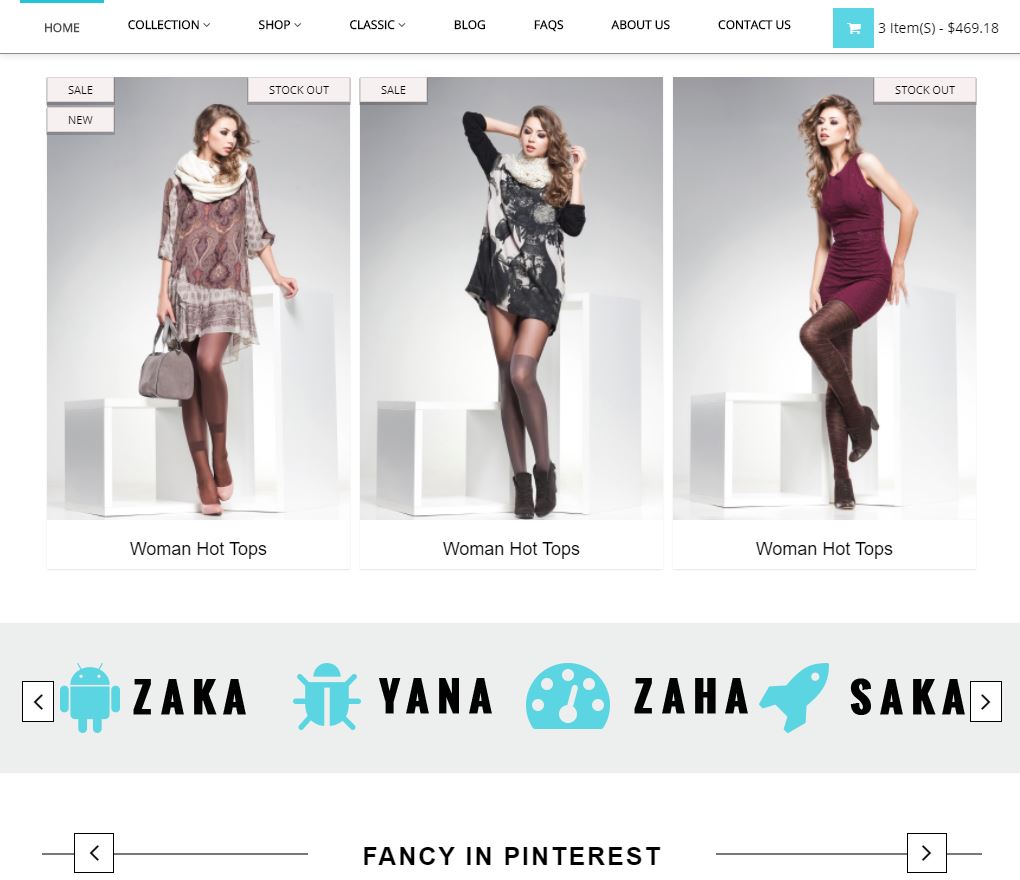 HOME
COLLECTION
SHOP
CLASSIC
BLOG
FAQS
ABOUT US
CONTACT US
3 Item(S) - $469.18
SALE
STOCK OUT
NEW
SALE
STOCK OUT
Woman Hot Tops
Woman Hot Tops
Woman Hot Tops
ZAKA
YANA
ZAHA
SAKA
FANCY IN PINTEREST